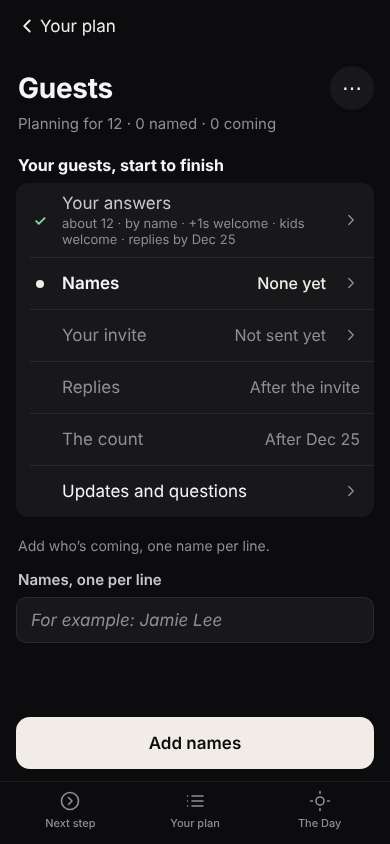 Your plan
Guests
Planning for 12 · 0 named · 0 coming
Your guests, start to finish
Your answers
about 12 · by name · +1s welcome · kids
welcome · replies by Dec 25
Names None yet
Your invite Not sent yet
Replies After the invite
The count After Dec 25
Updates and questions
Add who's coming, one name per line.
Names, one per line
For example: Jamie Lee
Add names
Next step Your plan The Day